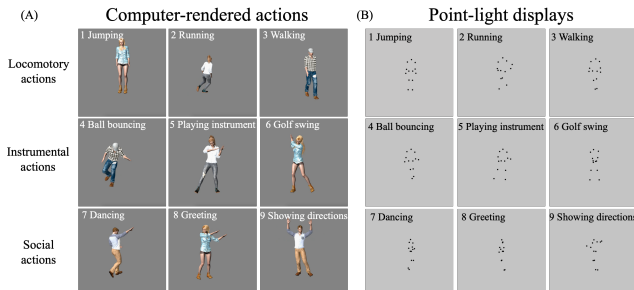 (A) Computer-rendered actions (B) Point-light displays
Locomotory
actions
1 Jumping 2 Running 3 Walking 1 Jumping 2 Running 3 Walking
Instrumental
actions
4 Ball bouncing 5 Playing instrument 6 Golf swing 4 Ball bouncing 5 Playing instrument 6 Golf swing
Social
actions
7 Dancing 8 Greeting 9 Showing directions 7 Dancing 8 Greeting 9 Showing directions